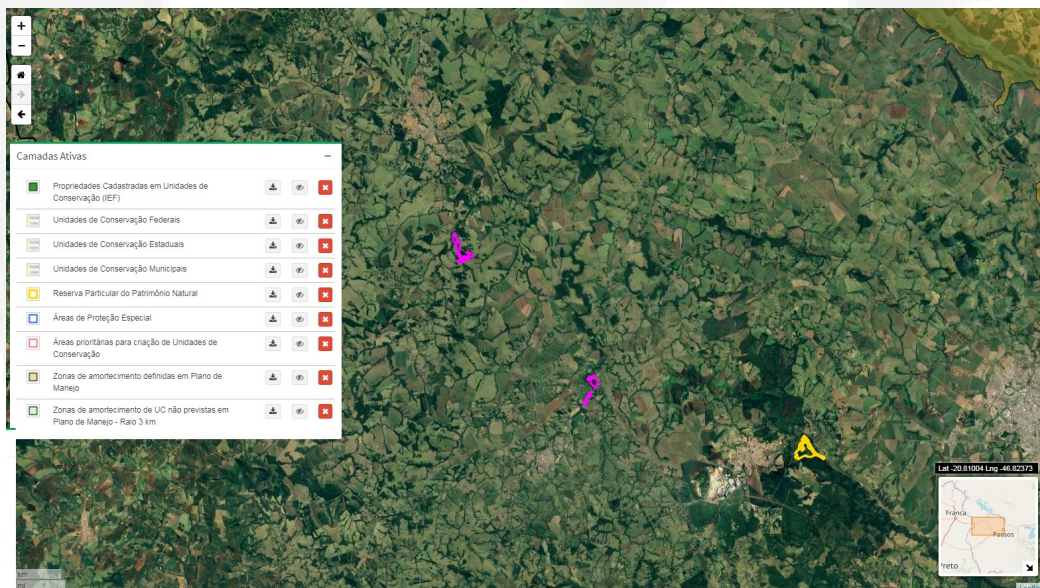 +
−
Camadas Ativas
−
Propriedades Cadastradas em Unidades de
Conservação (IEF)
Unidades de Conservação Federais
Unidades de Conservação Estaduais
Unidades de Conservação Municipais
Reserva Particular do Patrimônio Natural
Áreas de Proteção Especial
Áreas prioritárias para criação de Unidades de
Conservação
Zonas de amortecimento definidas em Plano de
Manejo
Zonas de amortecimento de UC não previstas em
Plano de Manejo - Raio 3 km
Lat -20.81004 Lng -46.82373
Franca
Passos
Preto
km
mi